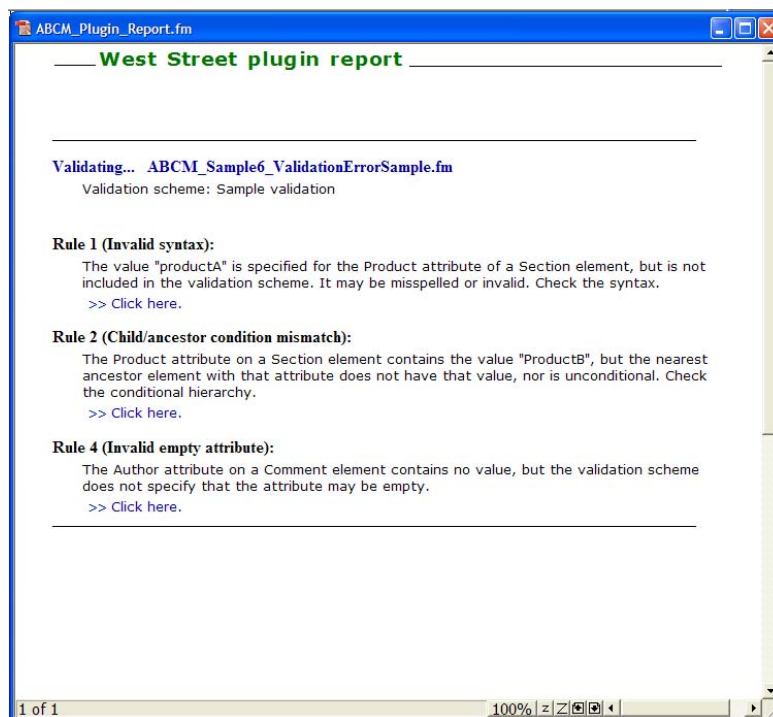 ABCM_Plugin_Report.fm
West Street plugin report
Validating... ABCM_Sample6_ValidationErrorSample.fm
Validation scheme: Sample validation
Rule 1 (Invalid syntax):
The value "productA" is specified for the Product attribute of a Section element, but is not
included in the validation scheme. It may be misspelled or invalid. Check the syntax.
>> Click here.
Rule 2 (Child/ancestor condition mismatch):
The Product attribute on a Section element contains the value "ProductB", but the nearest
ancestor element with that attribute does not have that value, nor is unconditional. Check
the conditional hierarchy.
>> Click here.
Rule 4 (Invalid empty attribute):
The Author attribute on a Comment element contains no value, but the validation scheme
does not specify that the attribute may be empty.
>> Click here.
1 of 1 100% z Z